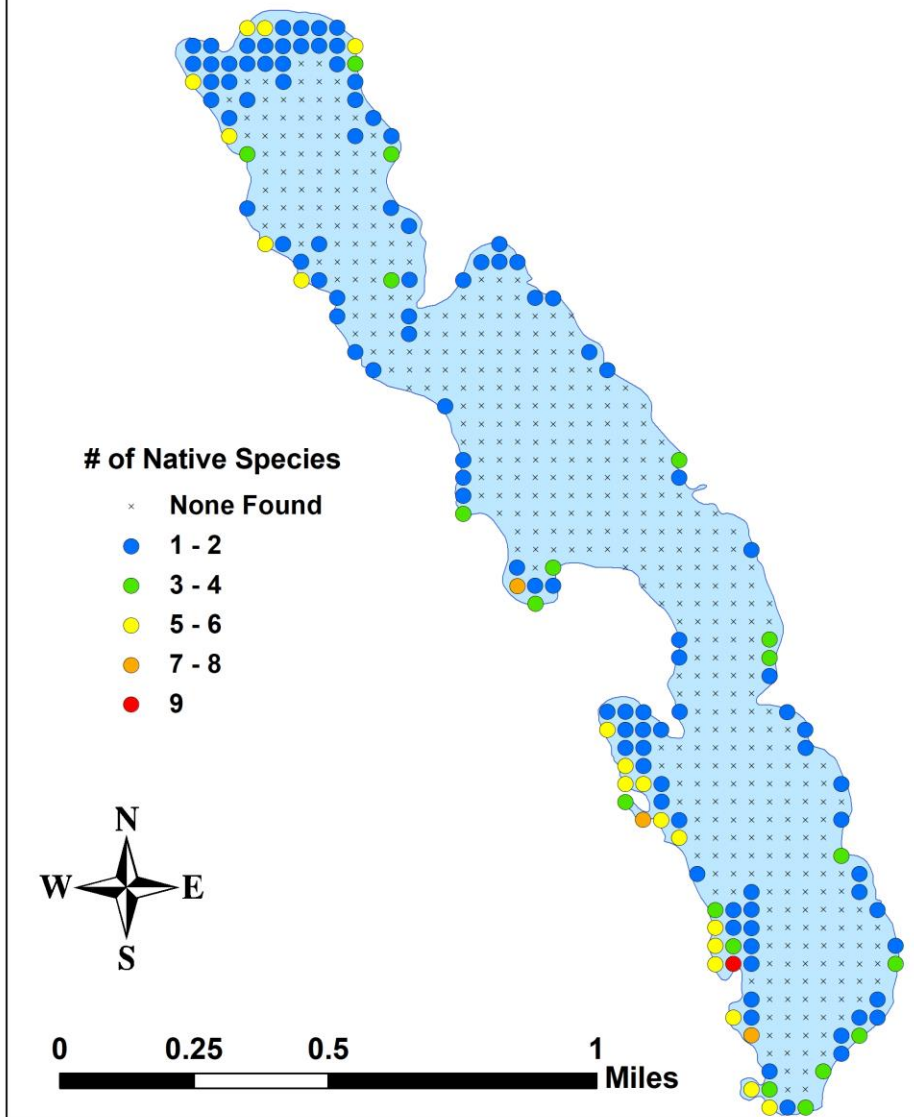 # of Native Species
× None Found
1 - 2
3 - 4
5 - 6
7 - 8
9
N
W E
S
0 0.25 0.5 1
Miles